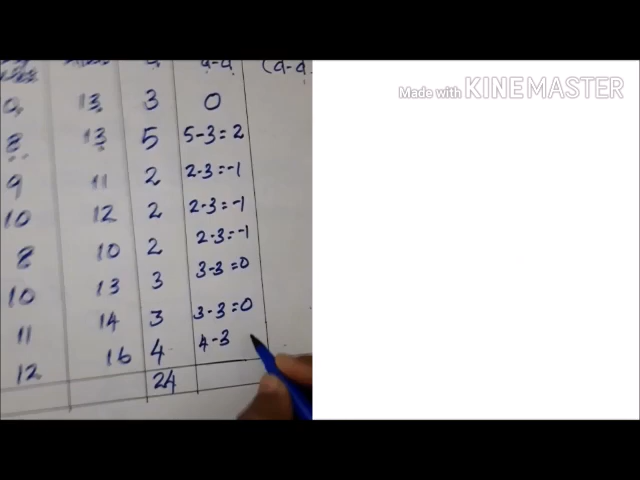 Made with KINEMASTER
d-d̄ (d-d
0, 13 3 0
8 13 5 5-3=2
9 11 2 2-3=-1
10 12 2 2-3=-1
8 10 2 2-3=-1
10 13 3 3-3=0
11 14 3 3-3=0
12 16 4 4-3
24